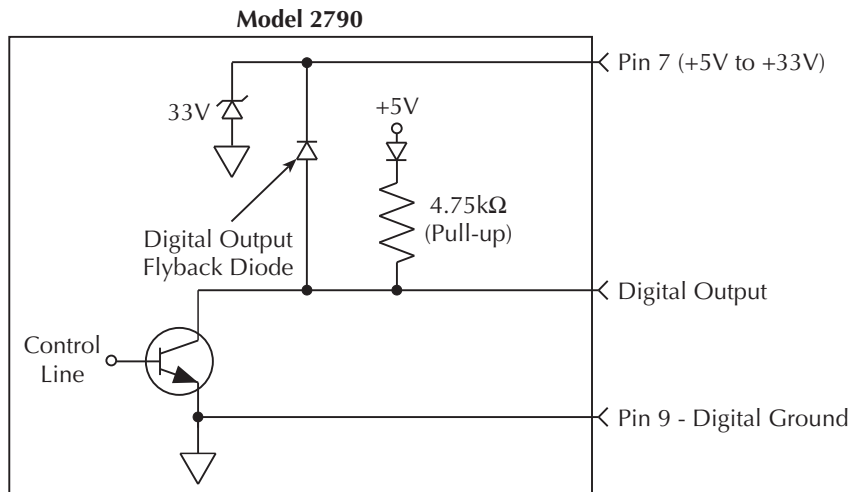 Model 2790
Pin 7 (+5V to +33V)
33V
+5V
4.75kΩ
(Pull-up)
Digital Output
Flyback Diode
Digital Output
Control
Line
Pin 9 - Digital Ground